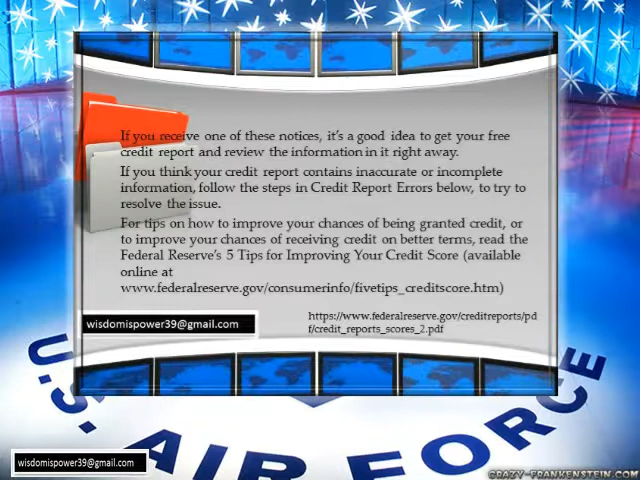 If you receive one of these notices, it's a good idea to get your free
credit report and review the information in it right away.
If you think your credit report contains inaccurate or incomplete
information, follow the steps in Credit Report Errors below, to try to
resolve the issue.
For tips on how to improve your chances of being granted credit, or
to improve your chances of receiving credit on better terms, read the
Federal Reserve's 5 Tips for Improving Your Credit Score (available
online at
www.federalreserve.gov/consumerinfo/fivetips_creditscore.htm)
https://www.federalreserve.gov/creditreports/pd
f/credit_reports_scores_2.pdf
wisdomispower39@gmail.com
U.S. AIR FORCE
wisdomispower39@gmail.com
CRAZY-FRANKENSTEIN.COM